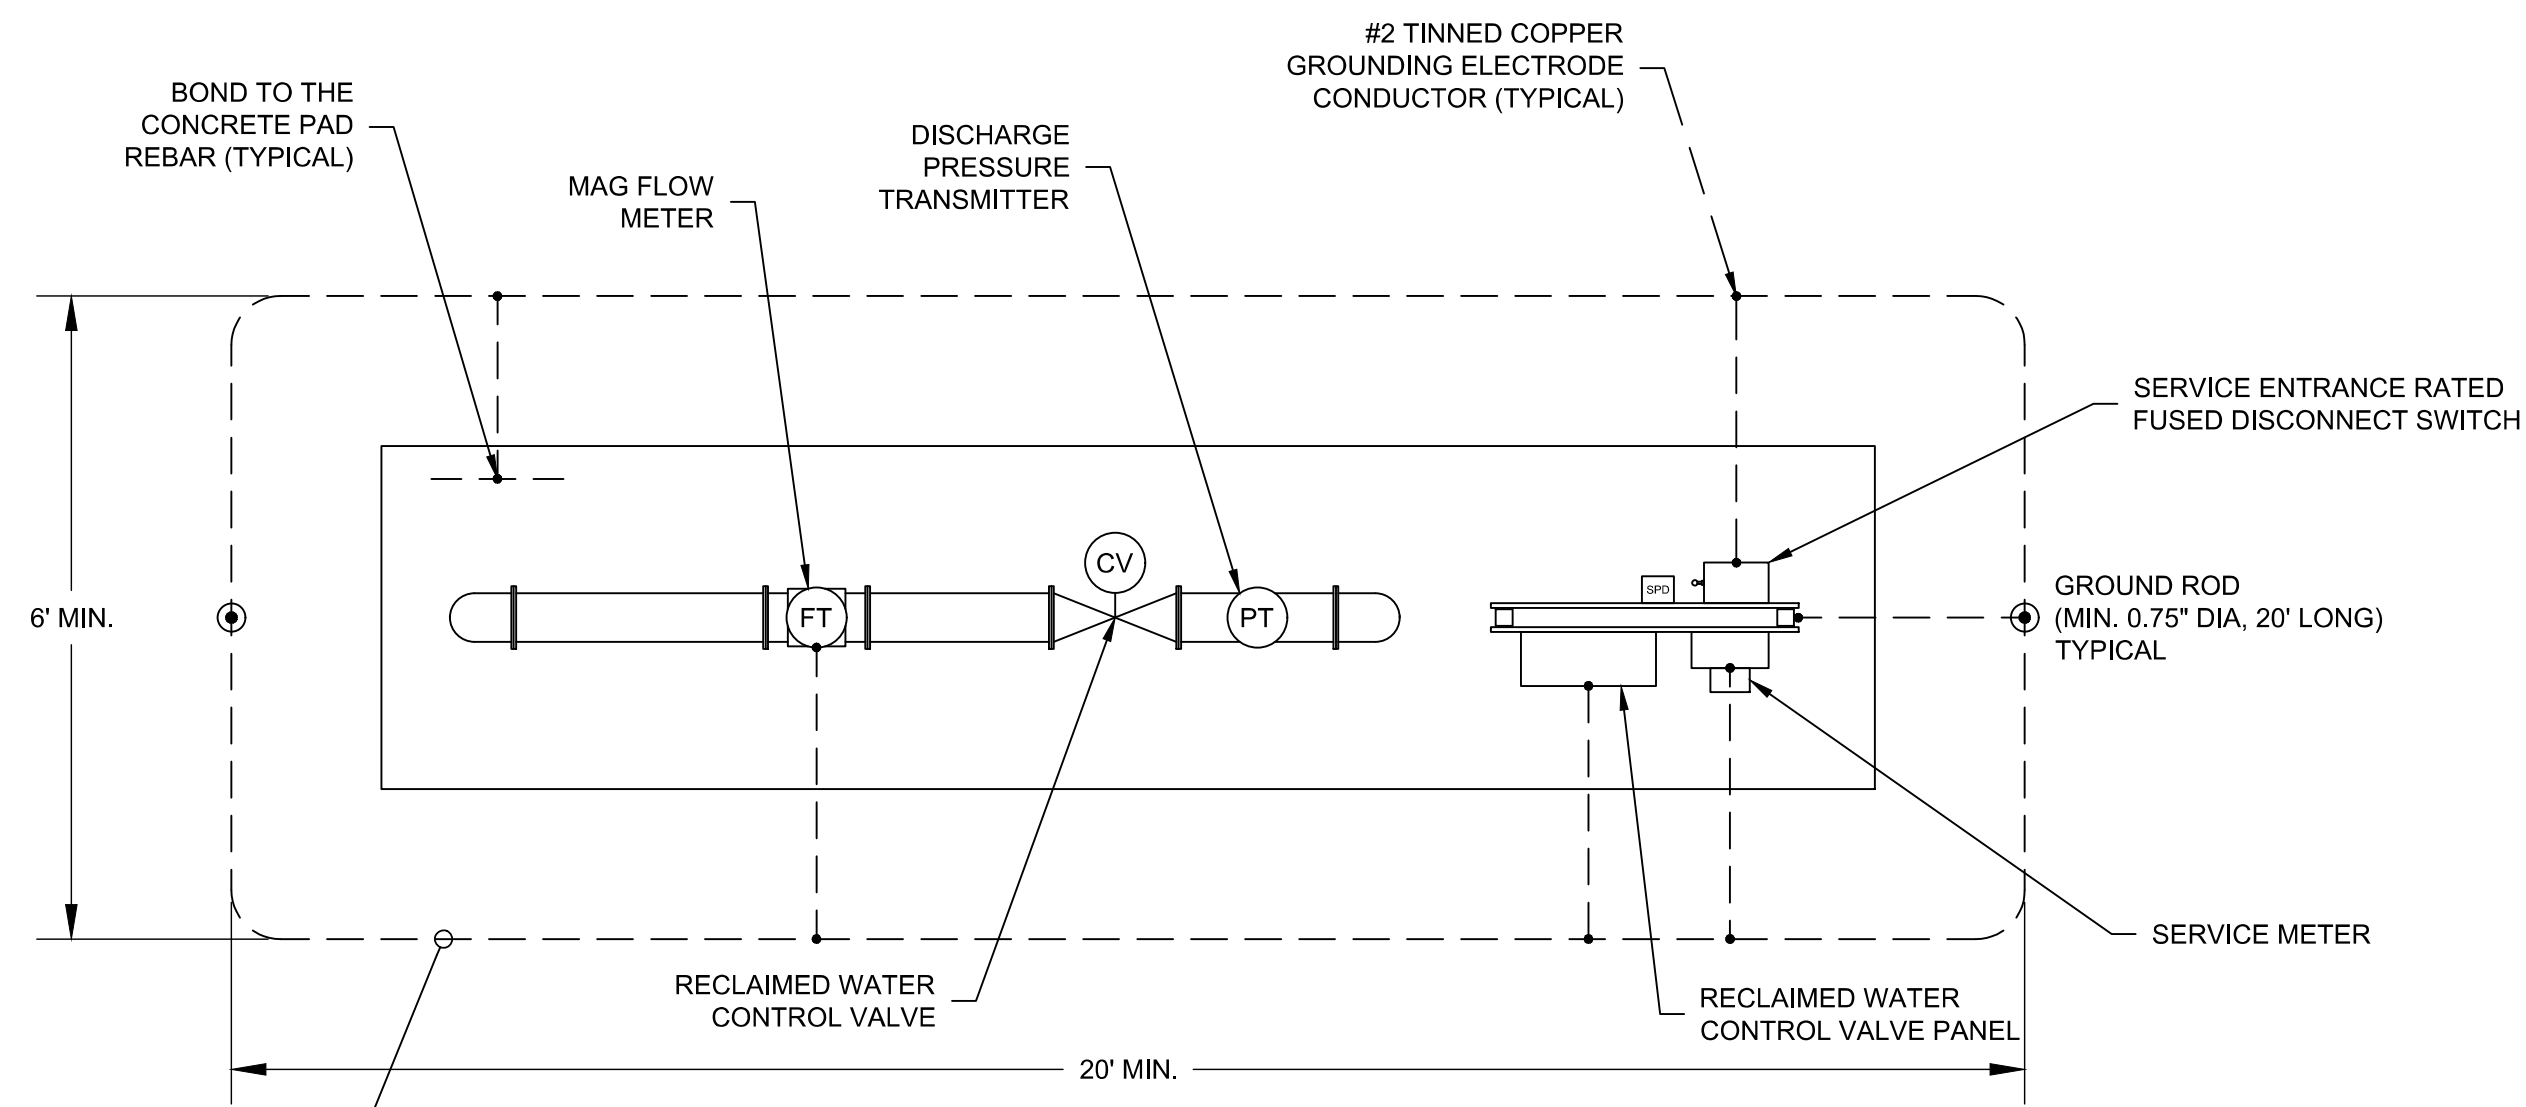 #2 TINNED COPPER
GROUNDING ELECTRODE
CONDUCTOR (TYPICAL)
BOND TO THE
CONCRETE PAD
REBAR (TYPICAL)
DISCHARGE
PRESSURE
TRANSMITTER
MAG FLOW
METER
SERVICE ENTRANCE RATED
FUSED DISCONNECT SWITCH
CV
SPD
6' MIN.
FT
PT
GROUND ROD
(MIN. 0.75" DIA, 20' LONG)
TYPICAL
SERVICE METER
RECLAIMED WATER
CONTROL VALVE
RECLAIMED WATER
CONTROL VALVE PANEL
20' MIN.